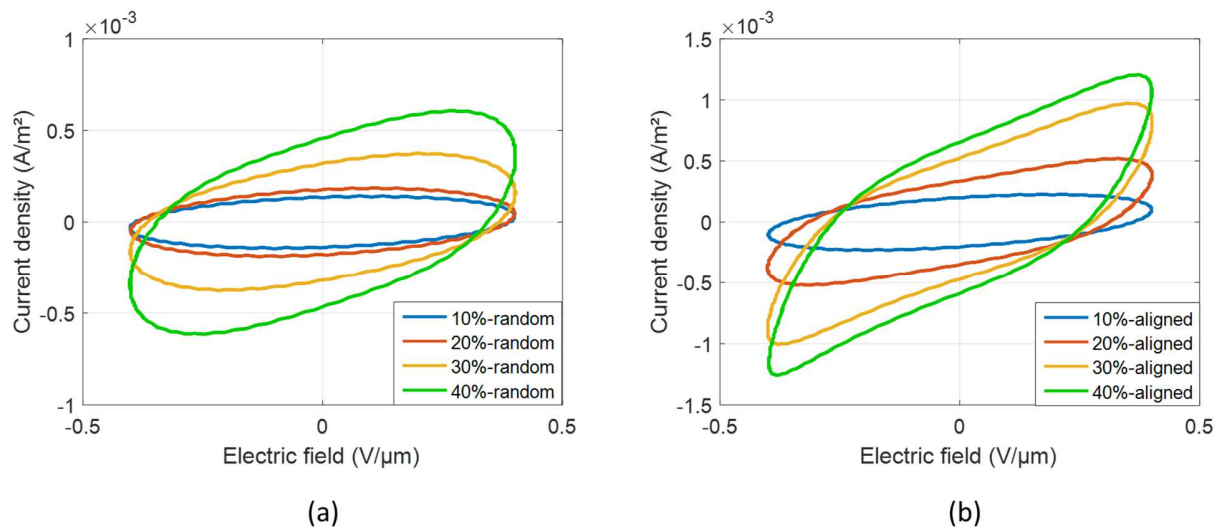 ×10⁻³
1
0.5
0
-0.5
-1
Current density (A/m²)
-0.5
0
0.5
Electric field (V/µm)
10%-random
20%-random
30%-random
40%-random
(a)
×10⁻³
1.5
1
0.5
0
-0.5
-1
-1.5
Current density (A/m²)
-0.5
0
0.5
Electric field (V/µm)
10%-aligned
20%-aligned
30%-aligned
40%-aligned
(b)